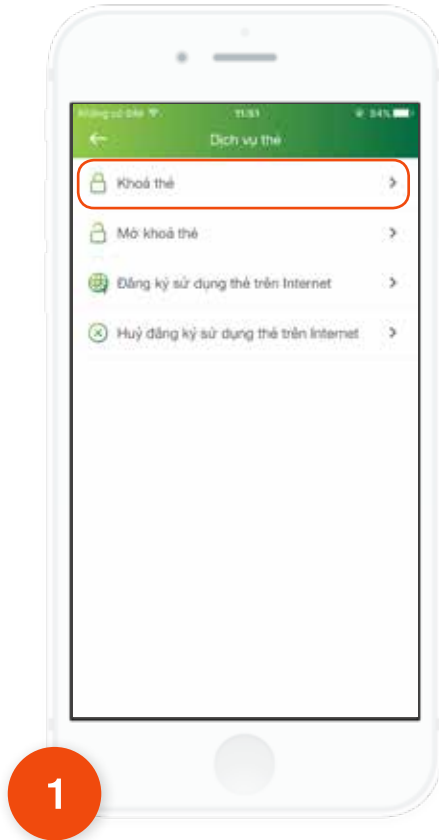 11:51
34%
Dịch vụ thẻ
Khoá thẻ
Mở khoá thẻ
Đăng ký sử dụng thẻ trên Internet
Huỷ đăng ký sử dụng thẻ trên Internet
1